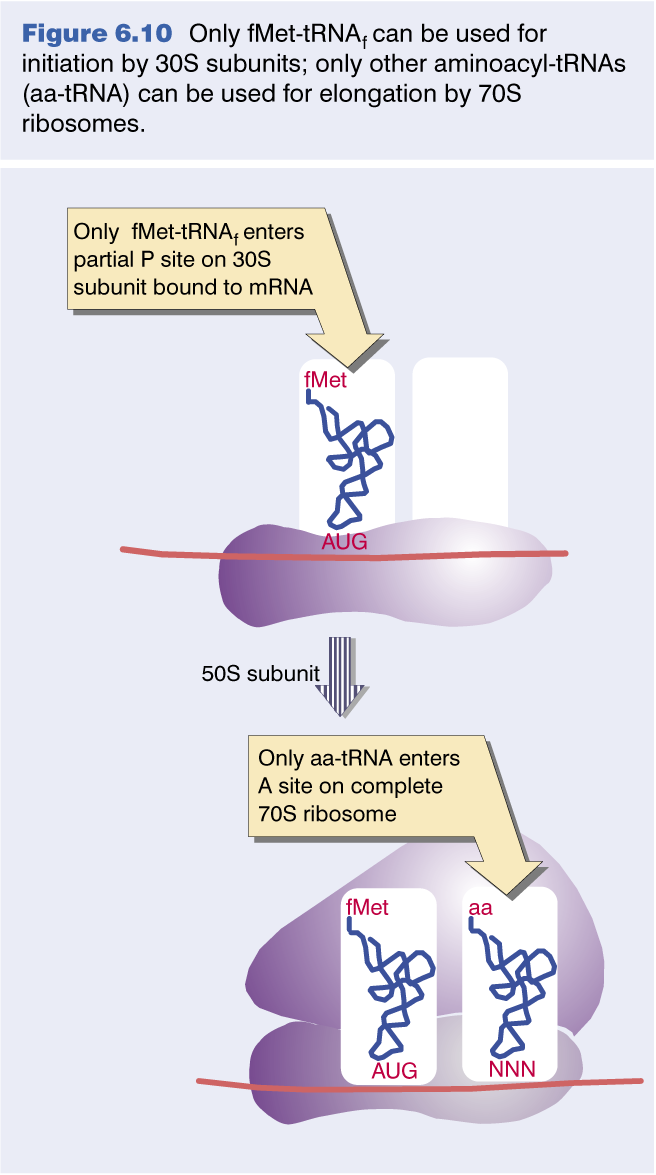 Figure 6.10 Only fMet-tRNAf can be used for
initiation by 30S subunits; only other aminoacyl-tRNAs
(aa-tRNA) can be used for elongation by 70S
ribosomes.
Only fMet-tRNAf enters
partial P site on 30S
subunit bound to mRNA
fMet
AUG
50S subunit
Only aa-tRNA enters
A site on complete
70S ribosome
fMet
aa
AUG
NNN